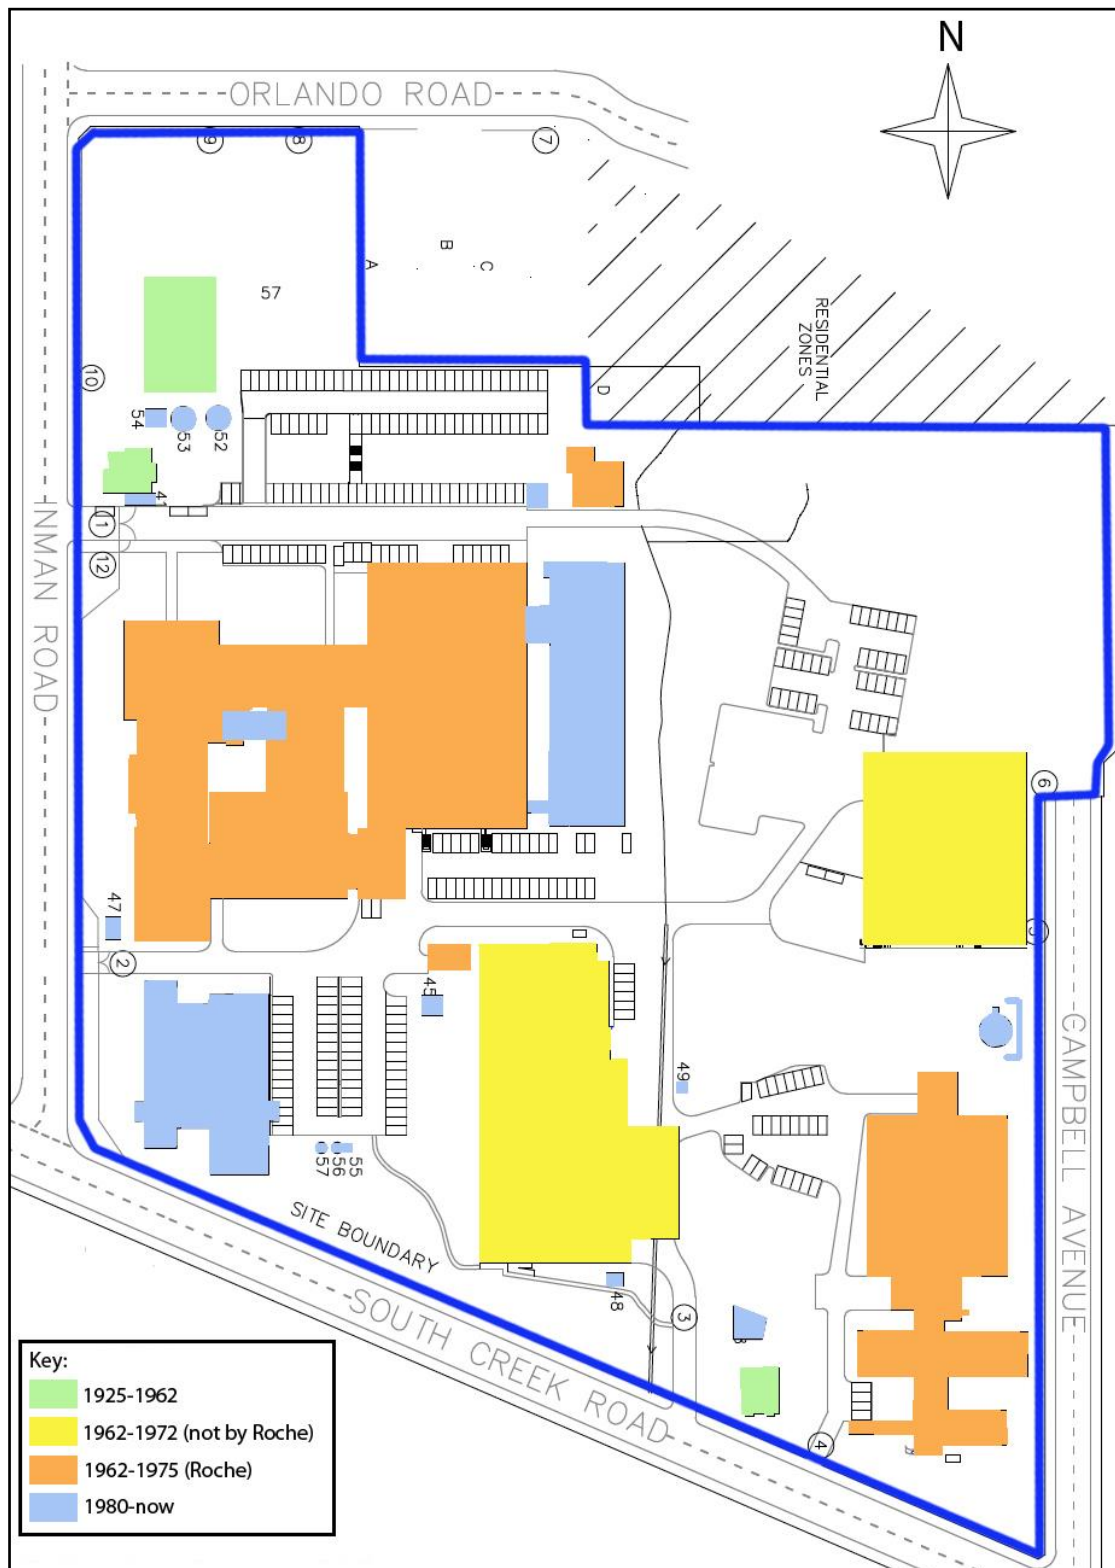 N
ORLANDO ROAD
9
8
7
A
B
C
57
RESIDENTIAL
ZONES
D
10
54
53
52
41
1
12
INMAN ROAD
6
47
2
5
45
49
CAMPBELL AVENUE
57
56
55
SITE BOUNDARY
48
3
SOUTH CREEK ROAD
4
Key:
1925-1962
1962-1972 (not by Roche)
1962-1975 (Roche)
1980-now